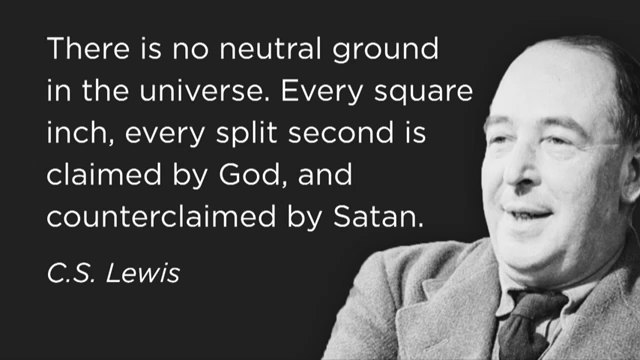 There is no neutral ground
in the universe. Every square
inch, every split second is
claimed by God, and
counterclaimed by Satan.
C.S. Lewis